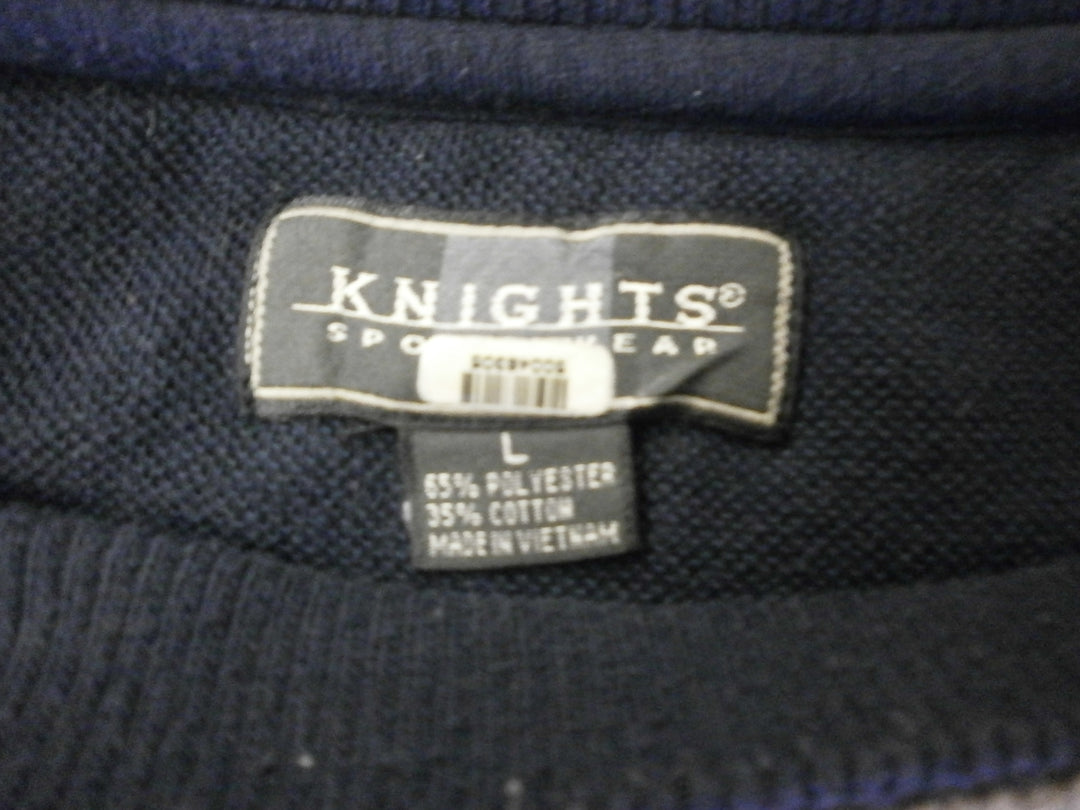 KNIGHTS®
L
65% POLYESTER
35% COTTON
MADE IN VIETNAM